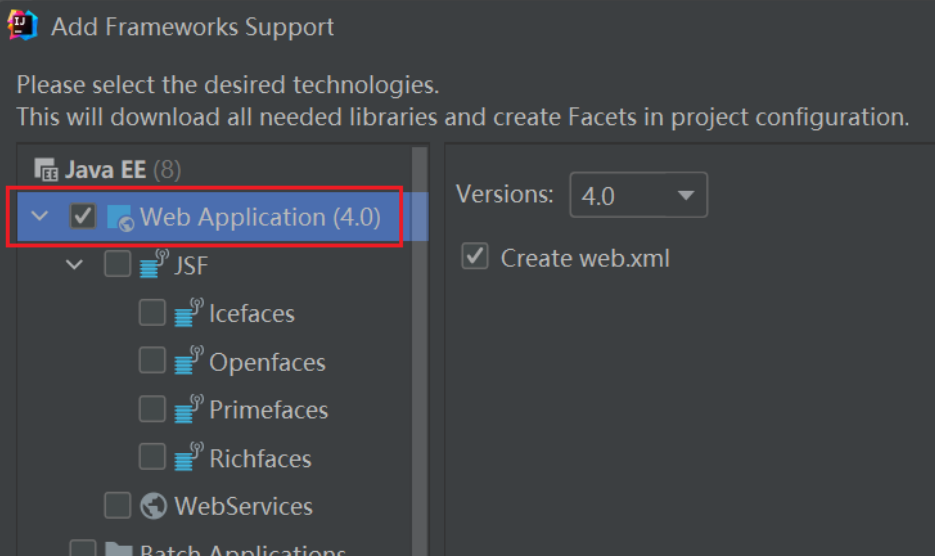 Add Frameworks Support
Please select the desired technologies.
This will download all needed libraries and create Facets in project configuration.
Java EE (8)
Web Application (4.0)
JSF
Icefaces
Openfaces
Primefaces
Richfaces
WebServices
Batch Applications
Versions: 4.0
Create web.xml